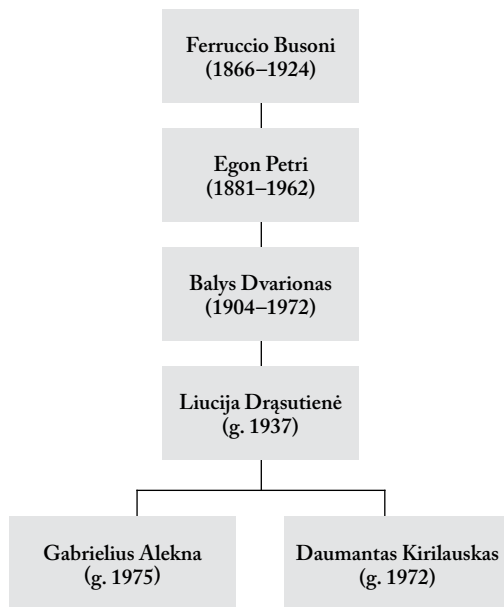 Ferruccio Busoni
(1866–1924)
Egon Petri
(1881–1962)
Balys Dvarionas
(1904–1972)
Liucija Drąsutienė
(g. 1937)
Gabrielius Alekna
(g. 1975)
Daumantas Kirilauskas
(g. 1972)